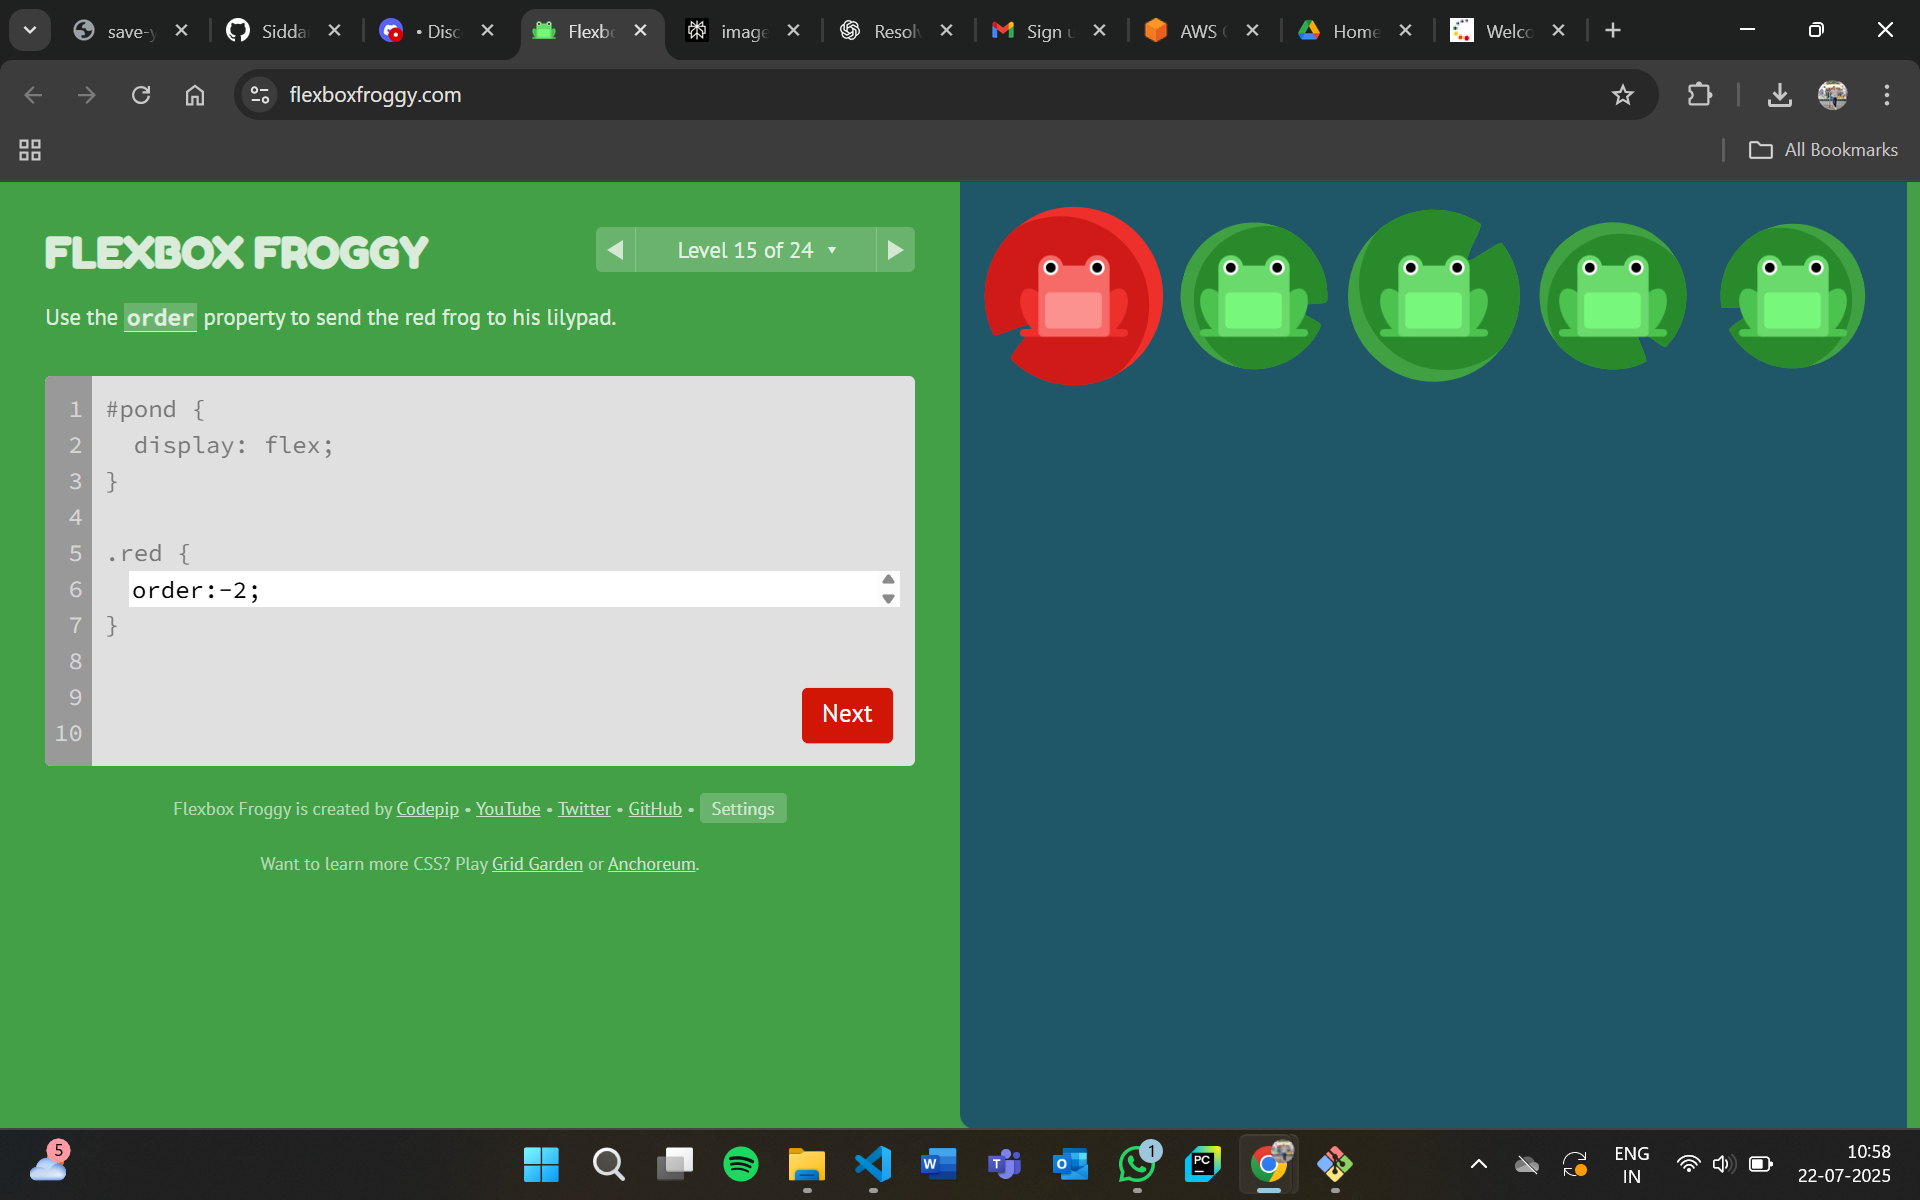 save-y
Sidda
• Disc
Flexbo
image
Resolv
Sign u
AWS C
Home
Welco
flexboxfroggy.com
All Bookmarks
FLEXBOX FROGGY
Level 15 of 24
Use the order property to send the red frog to his lilypad.
1 #pond {
2 display: flex;
3 }
4
5 .red {
6 order:-2;
7 }
8
9
10
Next
Flexbox Froggy is created by Codepip • YouTube • Twitter • GitHub • Settings
Want to learn more CSS? Play Grid Garden or Anchoreum.
5
W
T
O
1
PC
ENG
IN
10:58
22-07-2025